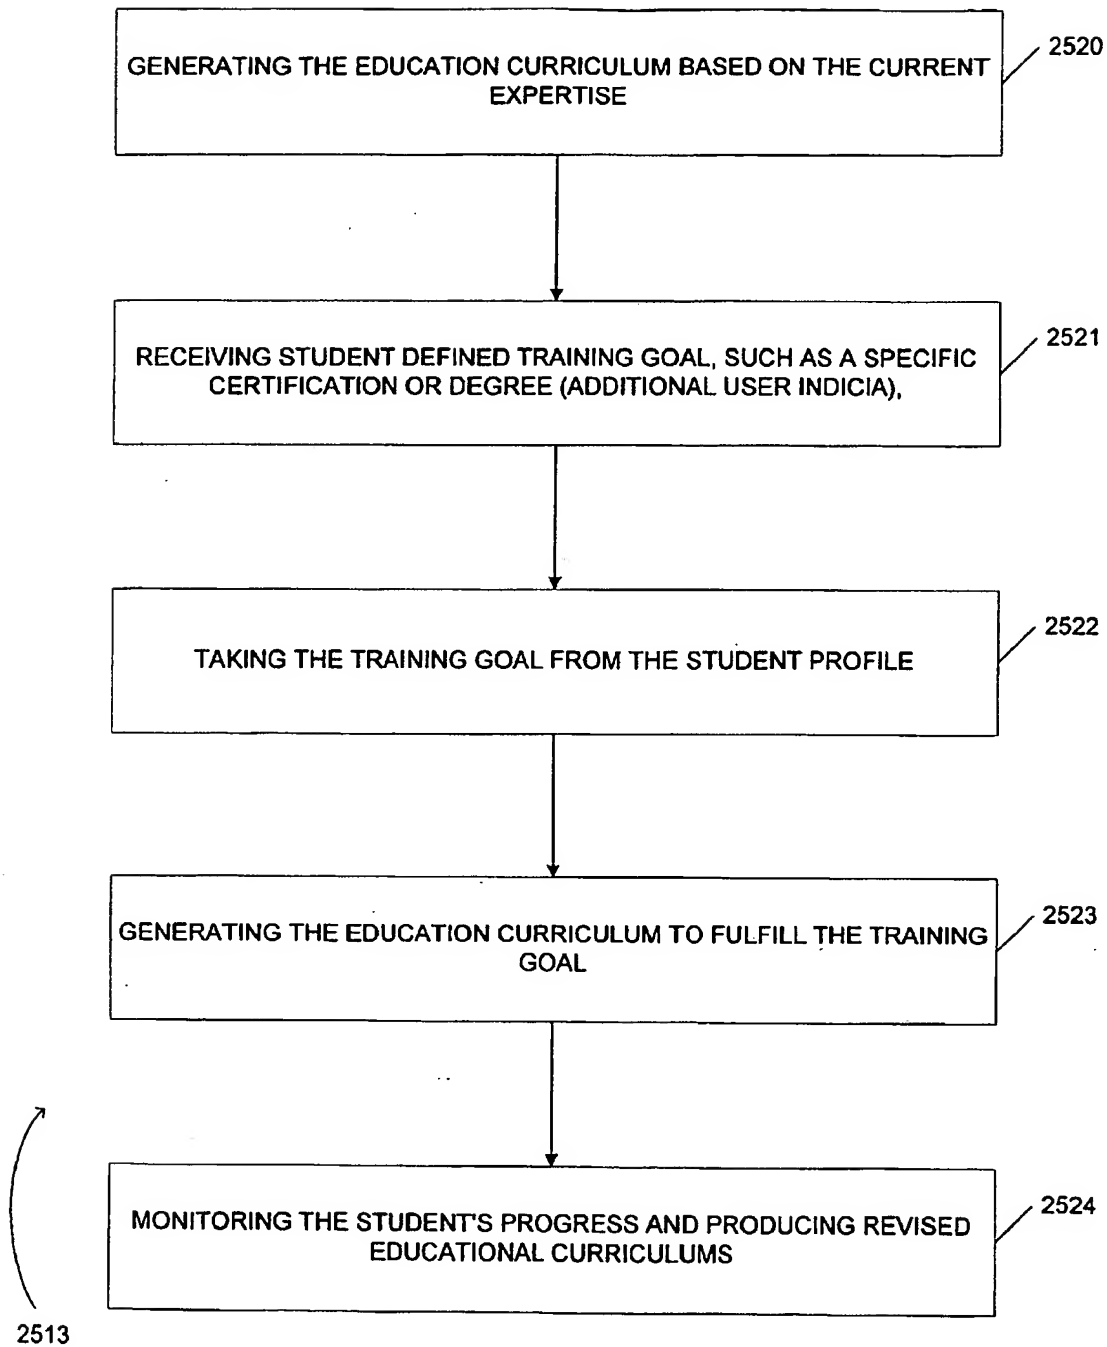 GENERATING THE EDUCATION CURRICULUM BASED ON THE CURRENT
EXPERTISE
2520
RECEIVING STUDENT DEFINED TRAINING GOAL, SUCH AS A SPECIFIC
CERTIFICATION OR DEGREE (ADDITIONAL USER INDICIA),
2521
TAKING THE TRAINING GOAL FROM THE STUDENT PROFILE
2522
GENERATING THE EDUCATION CURRICULUM TO FULFILL THE TRAINING
GOAL
2523
MONITORING THE STUDENT'S PROGRESS AND PRODUCING REVISED
EDUCATIONAL CURRICULUMS
2524
2513